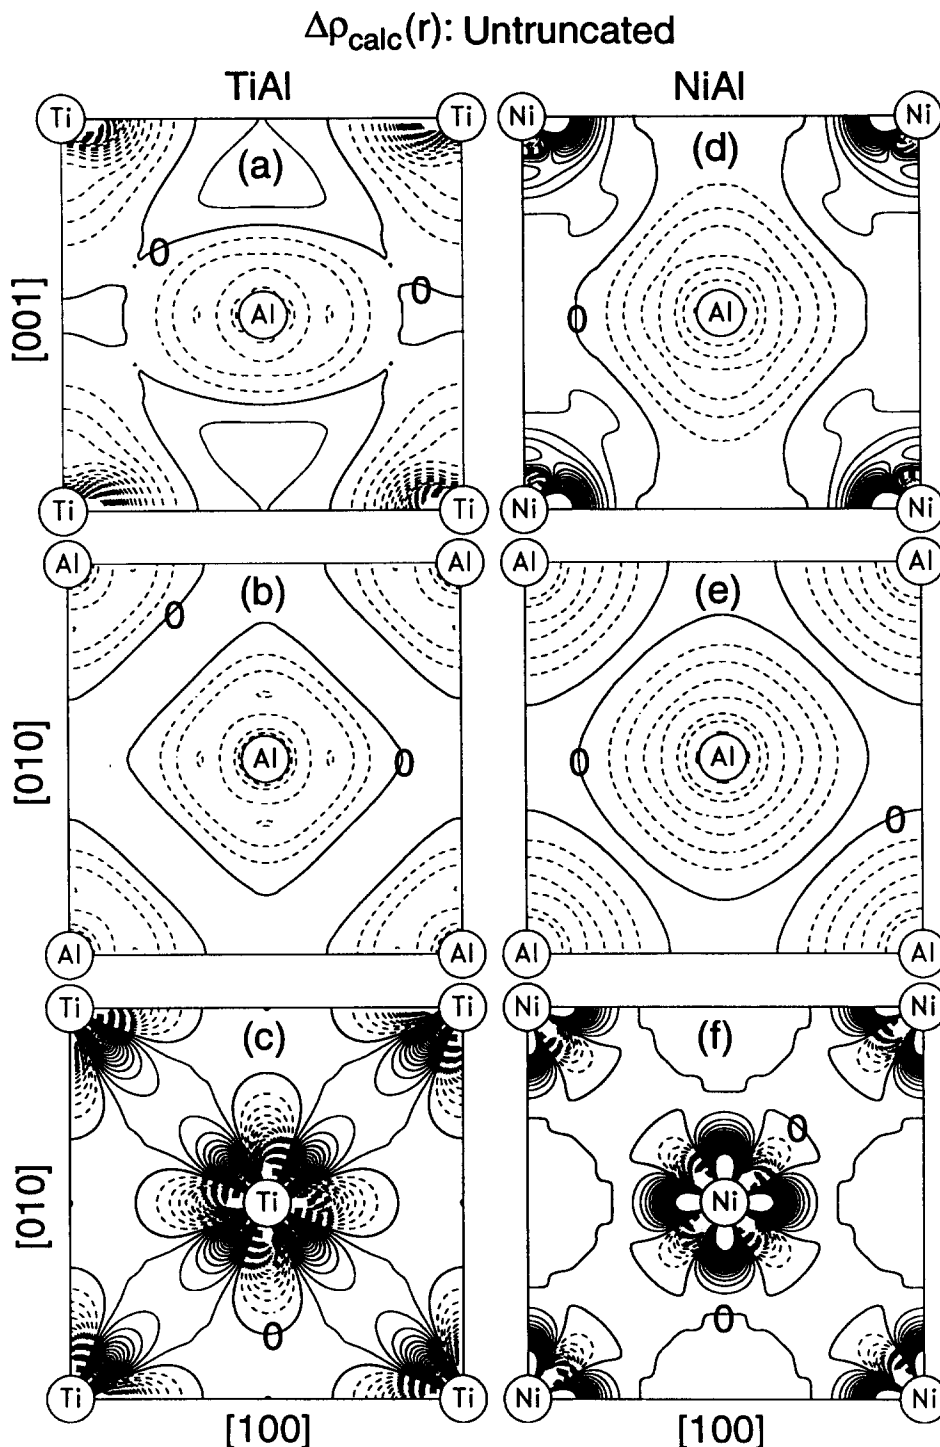 Δρcalc(r): Untruncated
TiAl NiAl
Ti Ti Ni Ni
(a) (d)
0 0
[001] Al 0 Al
Ti Ti Ni Ni
Al Al Al Al
(b) (e)
0
[010] Al 0 0 Al
0
Al Al Al Al
Ti Ti Ni Ni
(c) (f)
0
[010] Ti Ni
0 0
Ti Ti Ni Ni
[100] [100]